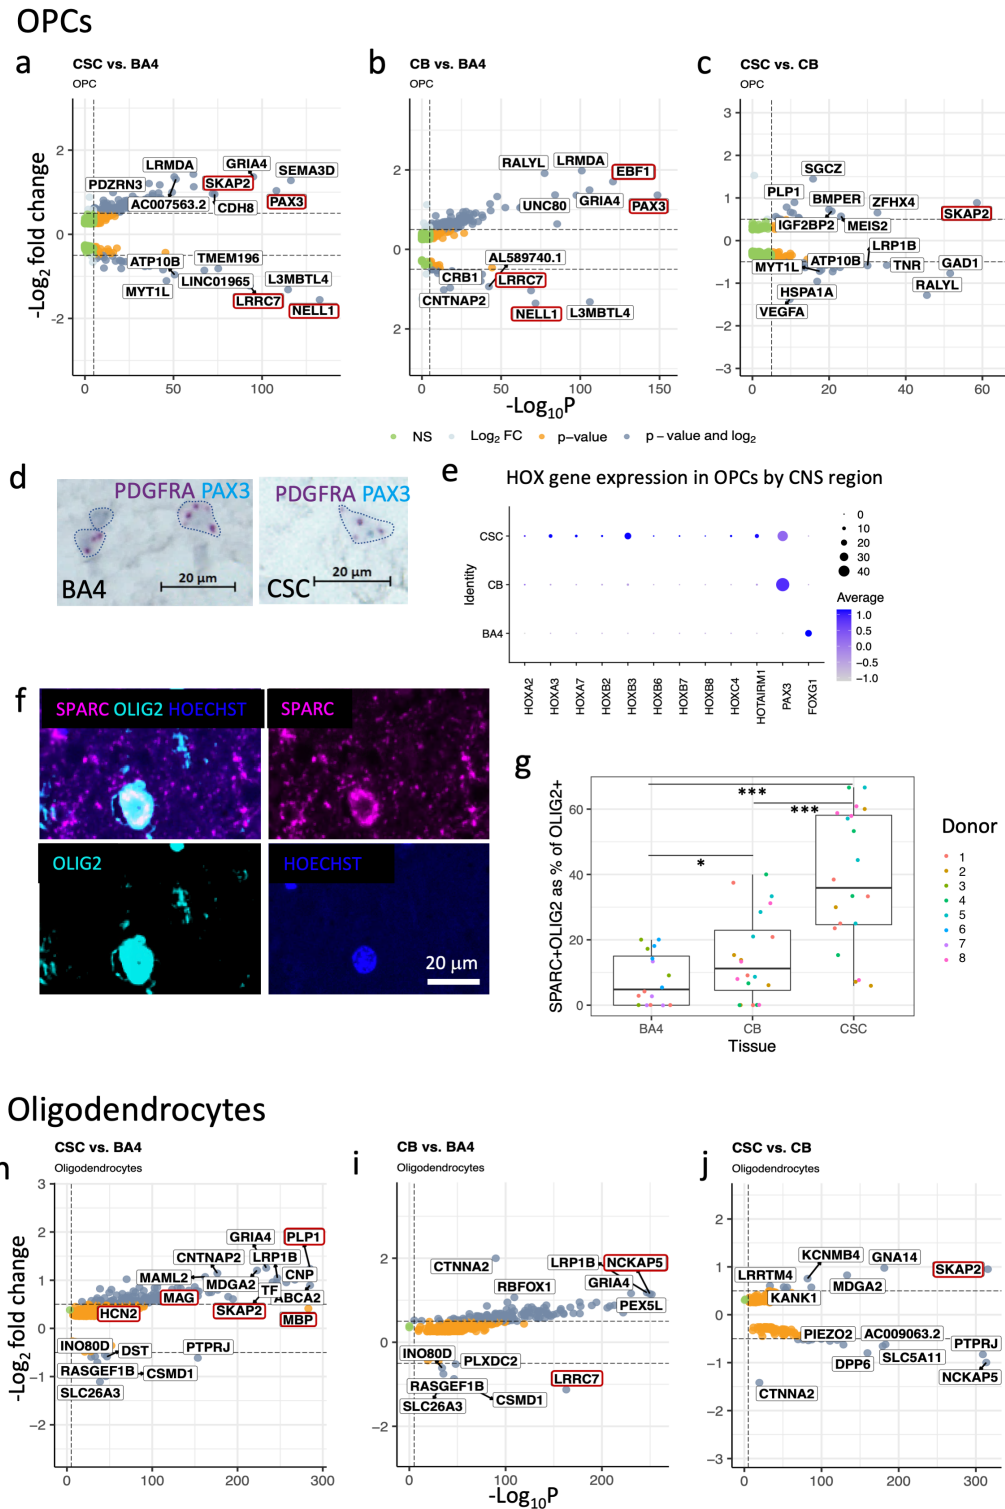 OPCs
a
CSC vs. BA4
OPC
-Log2 fold change
2
0
-2
0
50
100
LRMDA
GRIA4
SEMA3D
PDZRN3
SKAP2
AC007563.2
CDH8
PAX3
ATP10B
TMEM196
MYT1L
LINC01965
L3MBTL4
LRRC7
NELL1
b
CB vs. BA4
OPC
2
0
2
0
50
100
150
-Log10P
RALYL
LRMDA
EBF1
UNC80
GRIA4
PAX3
AL589740.1
CRB1
LRRC7
CNTNAP2
NELL1
L3MBTL4
c
CSC vs. CB
OPC
3
2
1
0
-1
-2
-3
0
20
40
60
SGCZ
PLP1
BMPER
ZFHX4
SKAP2
IGF2BP2
MEIS2
LRP1B
MYT1L
ATP10B
TNR
GAD1
HSPA1A
RALYL
VEGFA
NS
Log2 FC
p-value
p - value and log2
d
PDGFRA PAX3
BA4
20 µm
PDGFRA PAX3
CSC
20 µm
e
HOX gene expression in OPCs by CNS region
Identity
CSC
CB
BA4
HOXA2
HOXA3
HOXA7
HOXB2
HOXB3
HOXB6
HOXB7
HOXB8
HOXC4
HOTAIRM1
PAX3
FOXG1
0
10
20
30
40
Average
1.0
0.5
0.0
-0.5
-1.0
f
SPARC OLIG2 HOECHST
SPARC
OLIG2
HOECHST
20 µm
g
SPARC+OLIG2 as % of OLIG2+
60
40
20
0
***
***
*
BA4
CB
CSC
Tissue
Donor
1
2
3
4
5
6
7
8
Oligodendrocytes
CSC vs. BA4
Oligodendrocytes
-Log2 fold change
3
2
1
0
-1
-2
0
100
200
300
GRIA4
PLP1
CNTNAP2
LRP1B
MAML2
MDGA2
CNP
TF
ABCA2
MAG
HCN2
SKAP2
MBP
INO80D
DST
PTPRJ
RASGEF1B
CSMD1
SLC26A3
i
CB vs. BA4
Oligodendrocytes
2
0
-2
0
100
200
-Log10P
CTNNA2
LRP1B
NCKAP5
RBFOX1
GRIA4
PEX5L
INO80D
PLXDC2
LRRC7
RASGEF1B
CSMD1
SLC26A3
j
CSC vs. CB
Oligodendrocytes
2
1
0
-1
-2
-3
0
100
200
300
KCNMB4
GNA14
LRRTM4
SKAP2
MDGA2
KANK1
PIEZO2
AC009063.2
PTPRJ
DPP6
SLC5A11
NCKAP5
CTNNA2